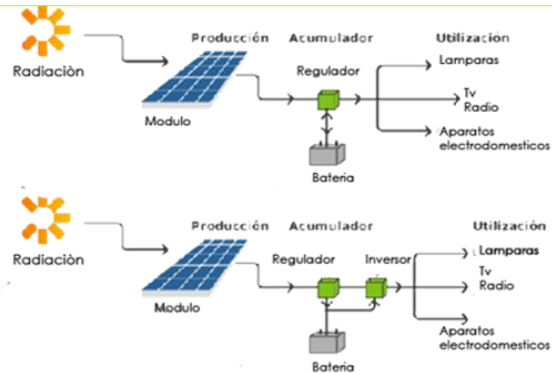 Producción Acumulador Utilización
Radiaciòn
Regulador
Lamparas
Tv
Radio
Modulo
Aparatos
electrodomesticos
Bateria
Producción Acumulador Utilización
Radiaciòn
Regulador Inversor
Lamparas
Tv
Radio
Modulo
Aparatos
electrodomesticos
Bateria